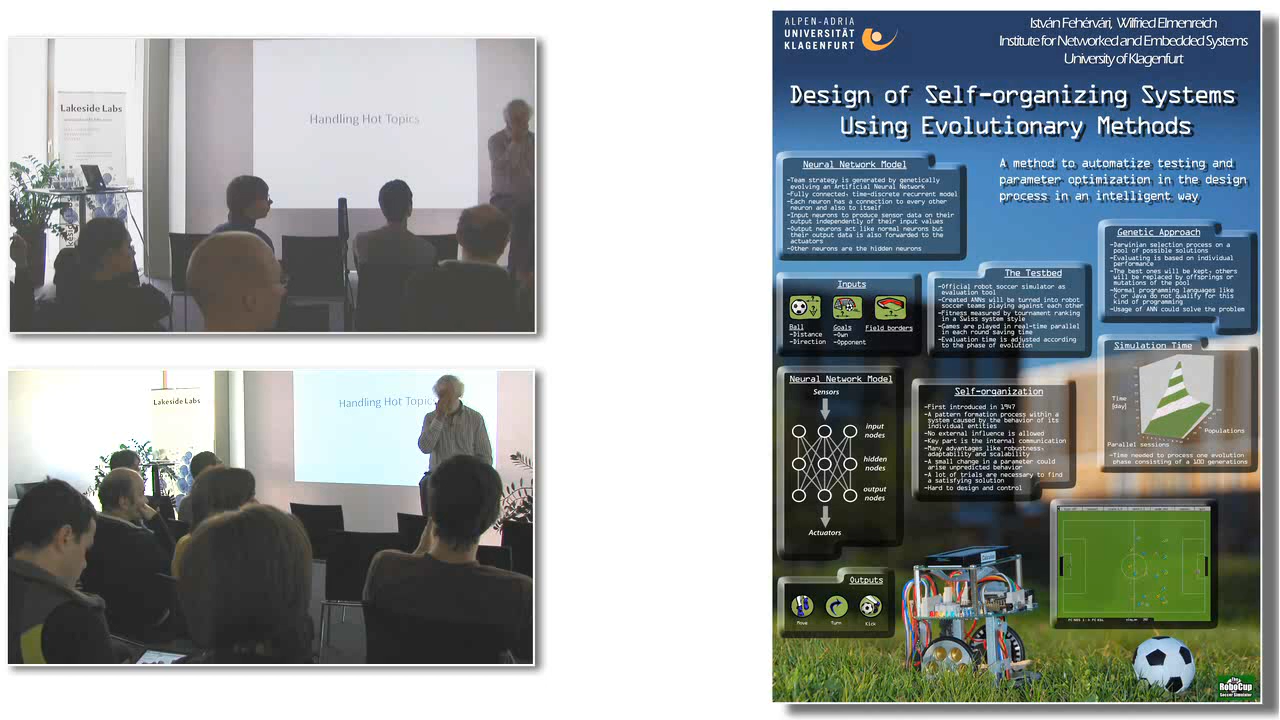 Lakeside Labs
Handling Hot Topics
Lakeside Labs
Handling Hot Topics
ALPEN-ADRIA
UNIVERSITÄT
KLAGENFURT
István Fehérvári, Wilfried Elmenreich
Institute for Networked and Embedded Systems
University of Klagenfurt
Design of Self-organizing Systems
Using Evolutionary Methods
A method to automatize testing and
parameter optimization in the design
process in an intelligent way
Neural Network Model
-Team strategy is generated by genetically
evolving an Artificial Neural Network
-Fully connected, time-discrete recurrent model
-Each neuron has a connection to every other
neuron and also to itself
-Input neurons to produce sensor data on their
output independently of their input values
-Output neurons act like normal neurons but
their output data is also forwarded to the
actuators
-Other neurons are the hidden neurons
Genetic Approach
-Darwinian selection process on a
pool of possible solutions
-Evaluating is based on individual
performance
-The best ones will be kept, others
will be replaced by offsprings or
mutations of the pool
-Normal programming languages like
C or Java do not qualify for this
kind of programming
-Usage of ANN could solve the problem
Inputs
Ball
-Distance
-Direction
Goals
-Own
-Opponent
Field borders
The Testbed
-Official robot soccer simulator as
evaluation tool
-Created ANNs will be turned into robot
soccer teams playing against each other
-Fitness measured by tournament ranking
in a Swiss system style
-Games are played in real-time parallel
in each round saving time
-Evaluation time is adjusted according
to the phase of evolution
Simulation Time
Time
[day]
Populations
Parallel sessions
-Time needed to process one evolution
phase consisting of a 100 generations
Neural Network Model
Sensors
input
nodes
hidden
nodes
output
nodes
Actuators
Self-organization
-First introduced in 1947
-A pattern formation process within a
system caused by the behavior of its
individual entities
-No external influence is allowed
-Key part is the internal communication
-Many advantages like robustness,
adaptability and scalability
-A small change in a parameter could
arise unpredicted behavior
-A lot of trials are necessary to find
a satisfying solution
-Hard to design and control
Outputs
Move
Turn
Kick
The
RoboCup
Soccer Simulator